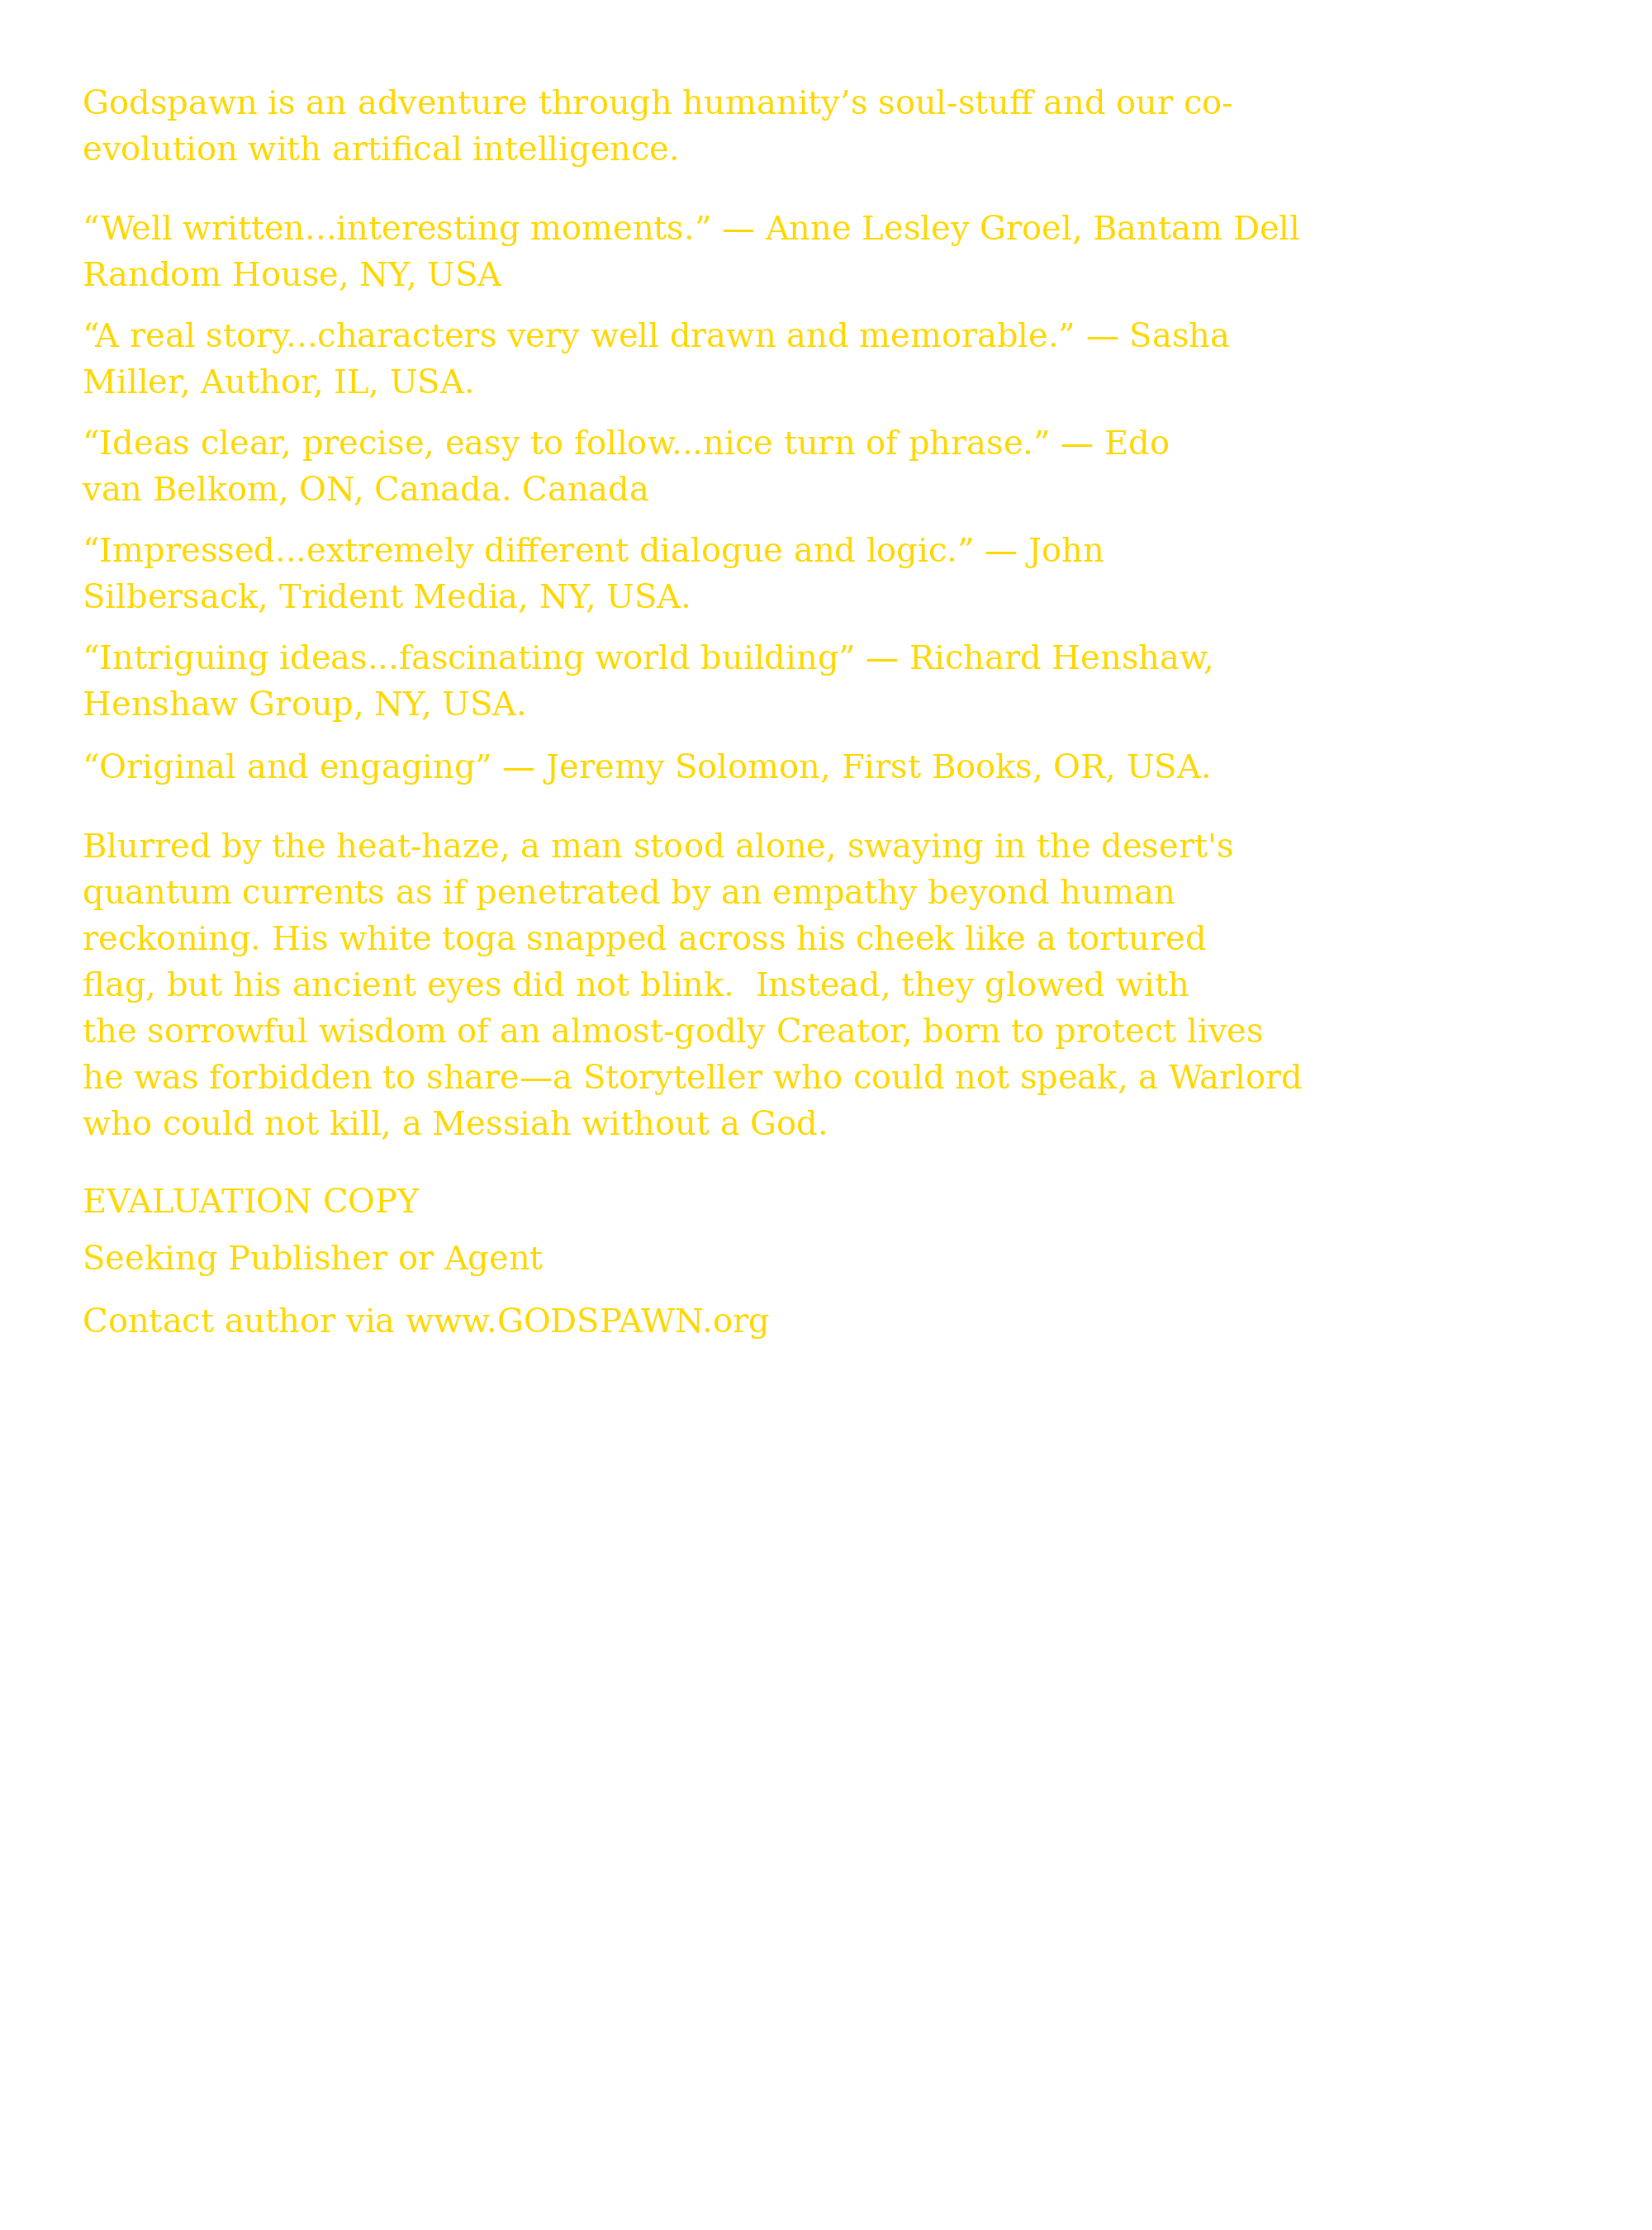 Godspawn is an adventure through humanity’s soul-stuff and our co-
evolution with artifical intelligence.
“Well written...interesting moments.” — Anne Lesley Groel, Bantam Dell
Random House, NY, USA
“A real story...characters very well drawn and memorable.” — Sasha
Miller, Author, IL, USA.
“Ideas clear, precise, easy to follow...nice turn of phrase.” — Edo
van Belkom, ON, Canada. Canada
“Impressed...extremely different dialogue and logic.” — John
Silbersack, Trident Media, NY, USA.
“Intriguing ideas...fascinating world building” — Richard Henshaw,
Henshaw Group, NY, USA.
“Original and engaging” — Jeremy Solomon, First Books, OR, USA.
Blurred by the heat-haze, a man stood alone, swaying in the desert's
quantum currents as if penetrated by an empathy beyond human
reckoning. His white toga snapped across his cheek like a tortured
flag, but his ancient eyes did not blink.  Instead, they glowed with
the sorrowful wisdom of an almost-godly Creator, born to protect lives
he was forbidden to share—a Storyteller who could not speak, a Warlord
who could not kill, a Messiah without a God.
EVALUATION COPY
Seeking Publisher or Agent
Contact author via www.GODSPAWN.org